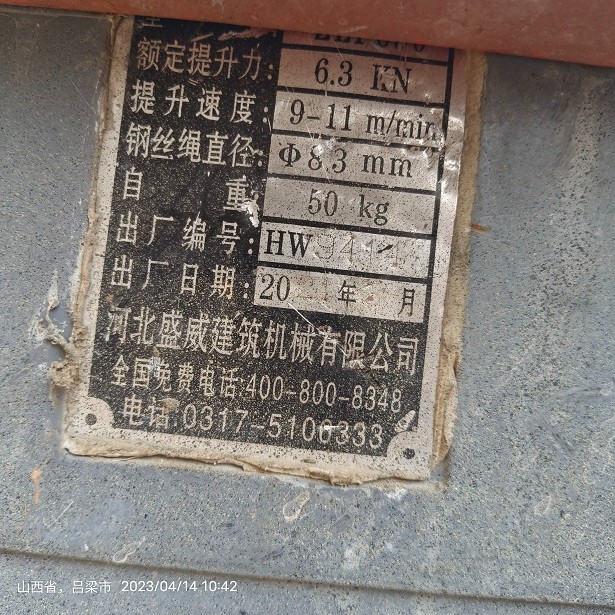 额定提升力: 6.3 KN
提升速度: 9-11 m/min
钢丝绳直径: Φ8.3 mm
自重: 50 kg
出厂编号: HW
出厂日期: 20 年 月
河北盛威建筑机械有限公司
全国免费电话:400-800-8348
电话:0317-5100333
山西省，吕梁市 2023/04/14 10:42